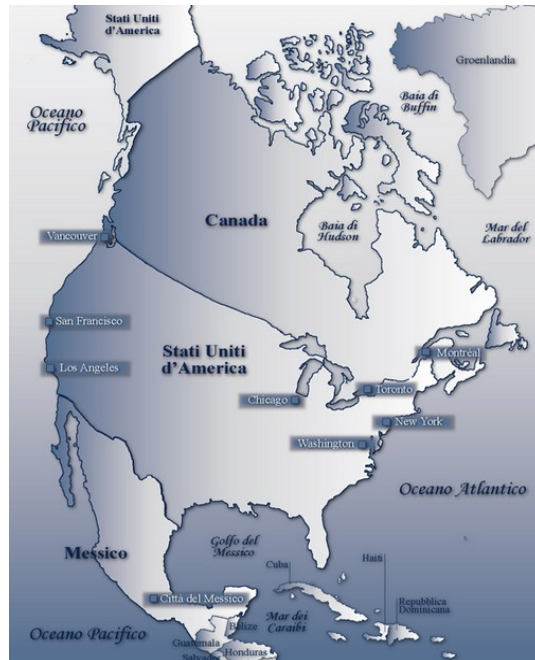 Stati Uniti
d'America
Groenlandia
Oceano
Pacifico
Baia di
Buffin
Canada
Baia di
Hudson
Mar del
Labrador
Vancouver
San Francisco
Stati Uniti
d'America
Montréal
Los Angeles
Toronto
Chicago
New York
Washington
Oceano Atlantico
Golfo del
Messico
Messico
Cuba
Haiti
Città del Messico
Mar dei
Caraibi
Repubblica
Dominicana
Belize
Oceano Pacifico
Guatemala
Honduras
Salvador